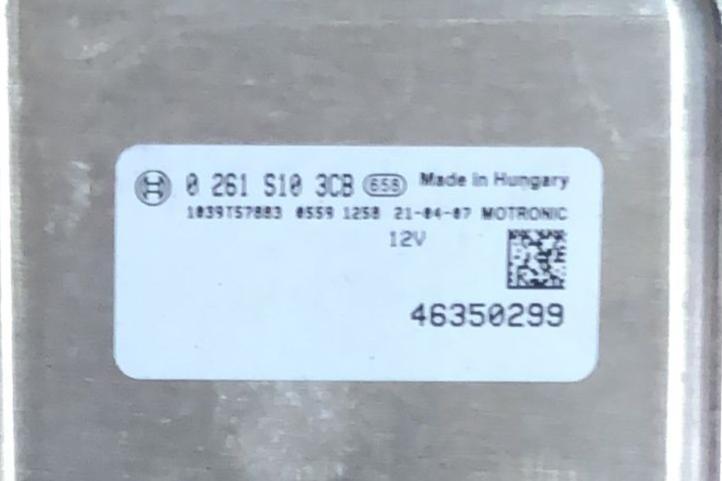 0 261 S10 3CB 658 Made in Hungary
1039T57883 0559 1258 21-04-07 MOTRONIC
12V
46350299